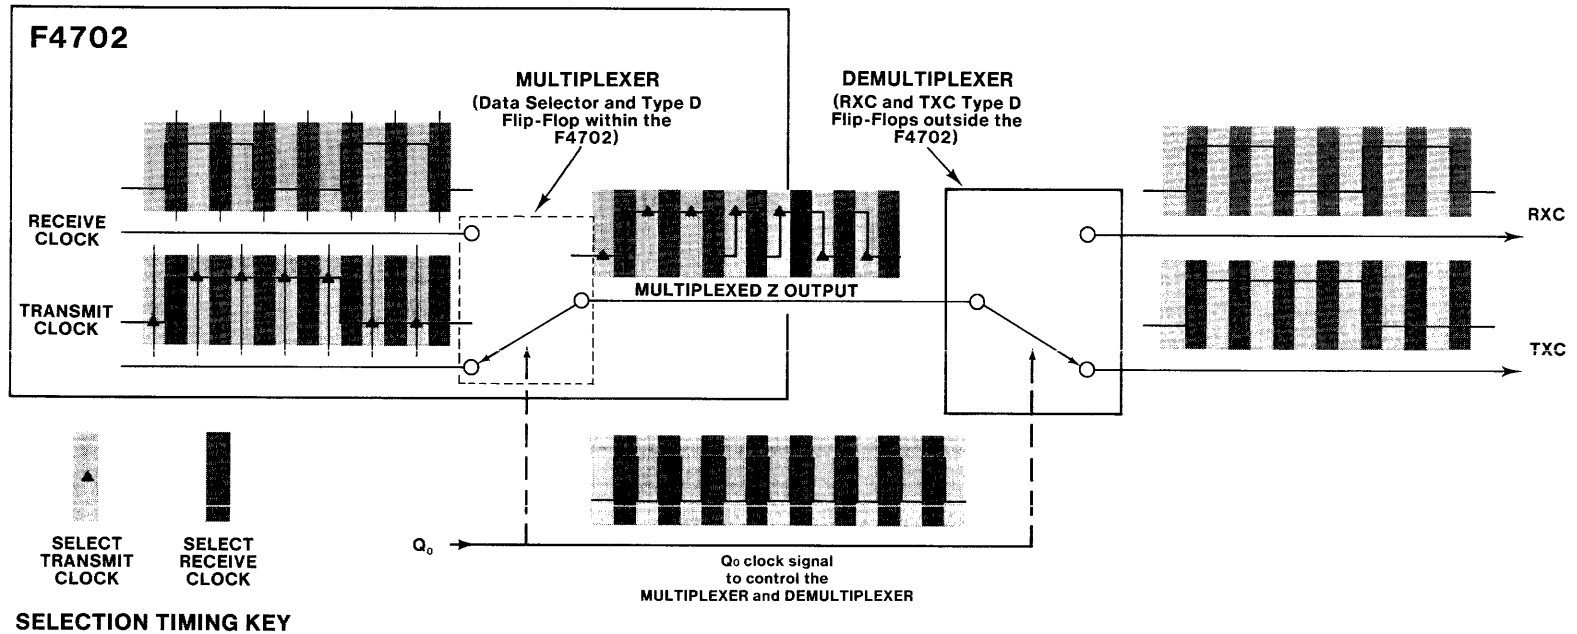 F4702
MULTIPLEXER
(Data Selector and Type D
Flip-Flop within the
F4702)
DEMULTIPLEXER
(RXC and TXC Type D
Flip-Flops outside the
F4702)
RECEIVE
CLOCK
TRANSMIT
CLOCK
MULTIPLEXED Z OUTPUT
RXC
TXC
SELECT
TRANSMIT
CLOCK
SELECT
RECEIVE
CLOCK
Q₀
Q₀ clock signal
to control the
MULTIPLEXER and DEMULTIPLEXER
SELECTION TIMING KEY